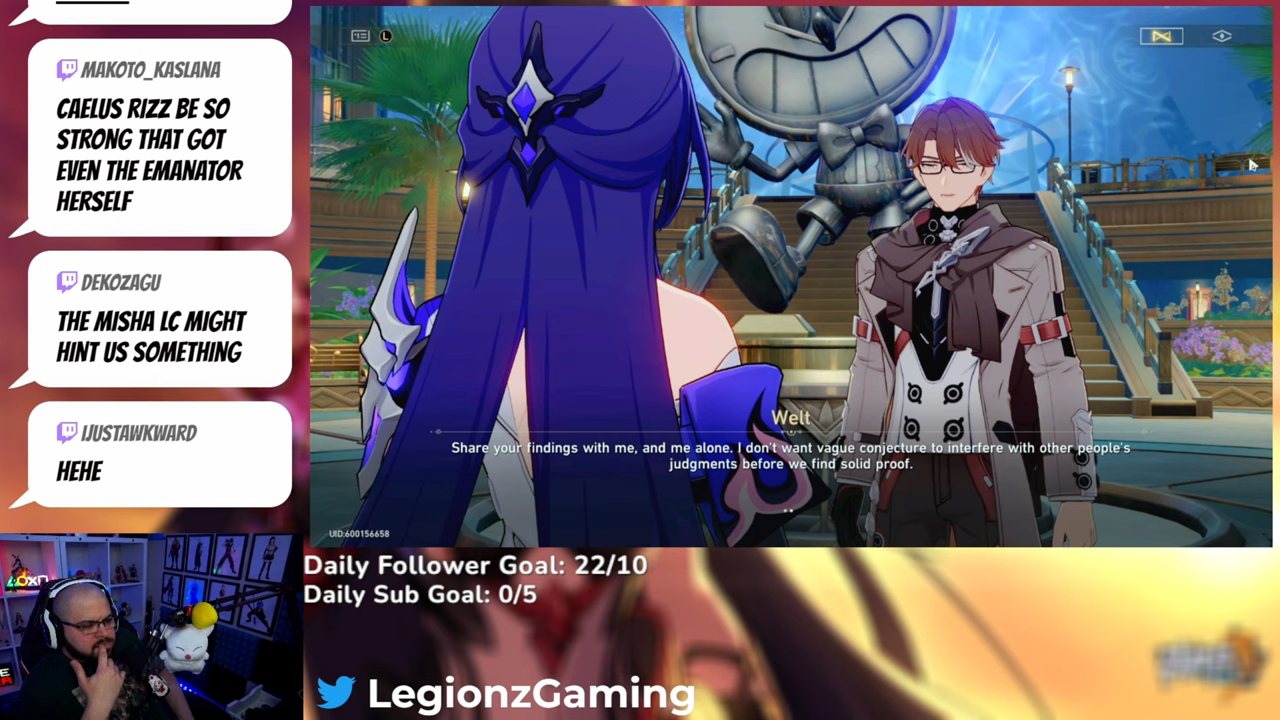 MAKOTO_KASLANA
CAELUS RIZZ BE SO
STRONG THAT GOT
EVEN THE EMANATOR
HERSELF
DEKOZAGU
THE MISHA LC MIGHT
HINT US SOMETHING
IJUSTAWKWARD
HEHE
L
Welt
Share your findings with me, and me alone. I don't want vague conjecture to interfere with other people's
judgments before we find solid proof.
UID:600156658
Daily Follower Goal: 22/10
Daily Sub Goal: 0/5
LegionzGaming